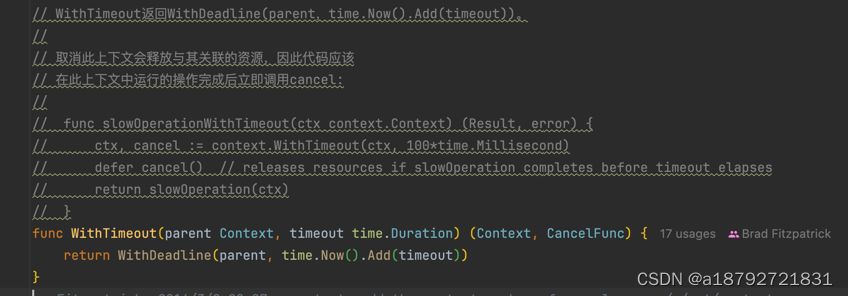 // WithTimeout返回WithDeadline(parent, time.Now().Add(timeout))。
//
// 取消此上下文会释放与其关联的资源，因此代码应该
// 在此上下文中运行的操作完成后立即调用cancel:
//
//  func slowOperationWithTimeout(ctx context.Context) (Result, error) {
//      ctx, cancel := context.WithTimeout(ctx, 100*time.Millisecond)
//      defer cancel()  // releases resources if slowOperation completes before timeout elapses
//      return slowOperation(ctx)
//  }
func WithTimeout(parent Context, timeout time.Duration) (Context, CancelFunc) {  17 usages  Brad Fitzpatrick
    return WithDeadline(parent, time.Now().Add(timeout))
}
CSDN @a18792721831